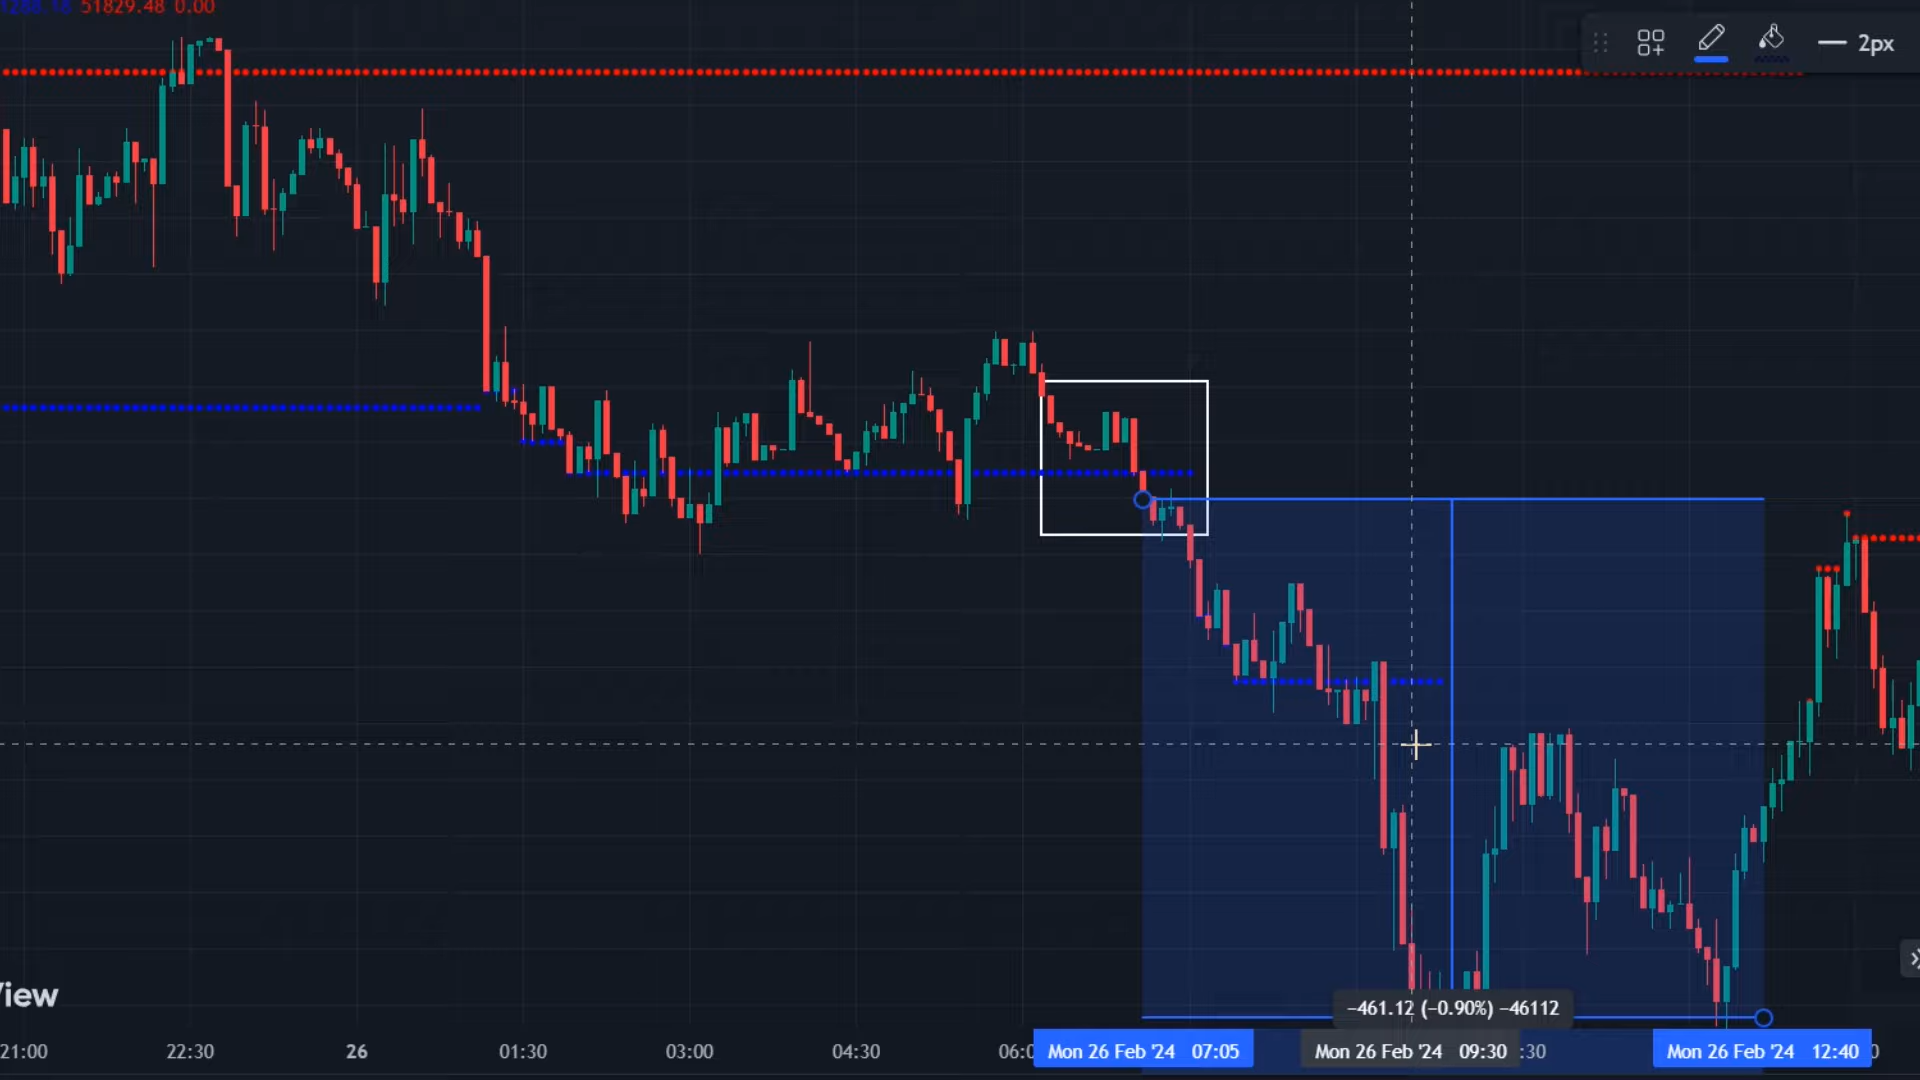 51829.48 0.00
2px
−461.12 (−0.90%) −46112
View
21:00 22:30 26 01:30 03:00 04:30 06:0 Mon 26 Feb '24 07:05 Mon 26 Feb '24 09:30 :30 Mon 26 Feb '24 12:40 0